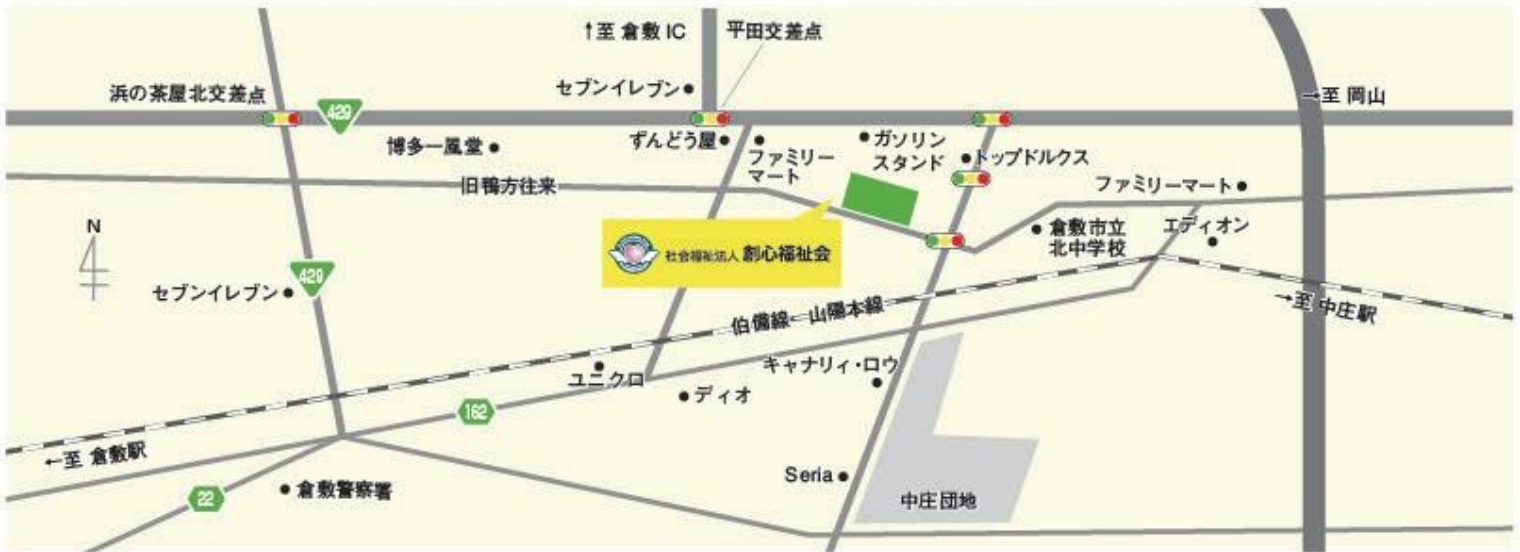 ↑至 倉敷 IC
平田交差点
浜の茶屋北交差点
429
セブンイレブン
→至 岡山
博多一風堂
ずんどう屋
ファミリー
マート
ガソリン
スタンド
トップドルクス
旧鴨方往来
ファミリーマート
N
社会福祉法人 創心福祉会
倉敷市立
北中学校
エディオン
429
セブンイレブン
伯備線・山陽本線
→至 中庄駅
ユニクロ
キャナリィ・ロウ
ディオ
162
←至 倉敷駅
Seria
倉敷警察署
22
中庄団地